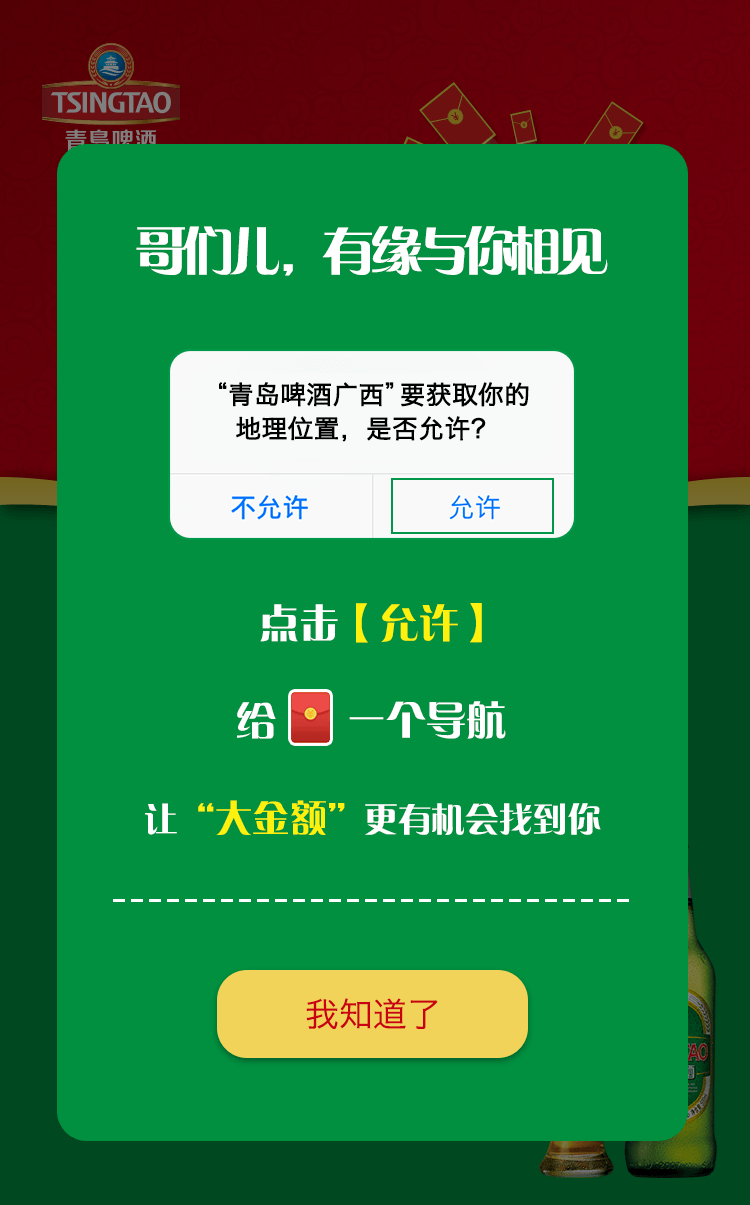 TSINGTAO
青島啤酒
哥们儿，有缘与你相见
“青岛啤酒广西”要获取你的
地理位置，是否允许？
不允许
允许
点击【允许】
给 一个导航
让“大金额”更有机会找到你
我知道了
AO